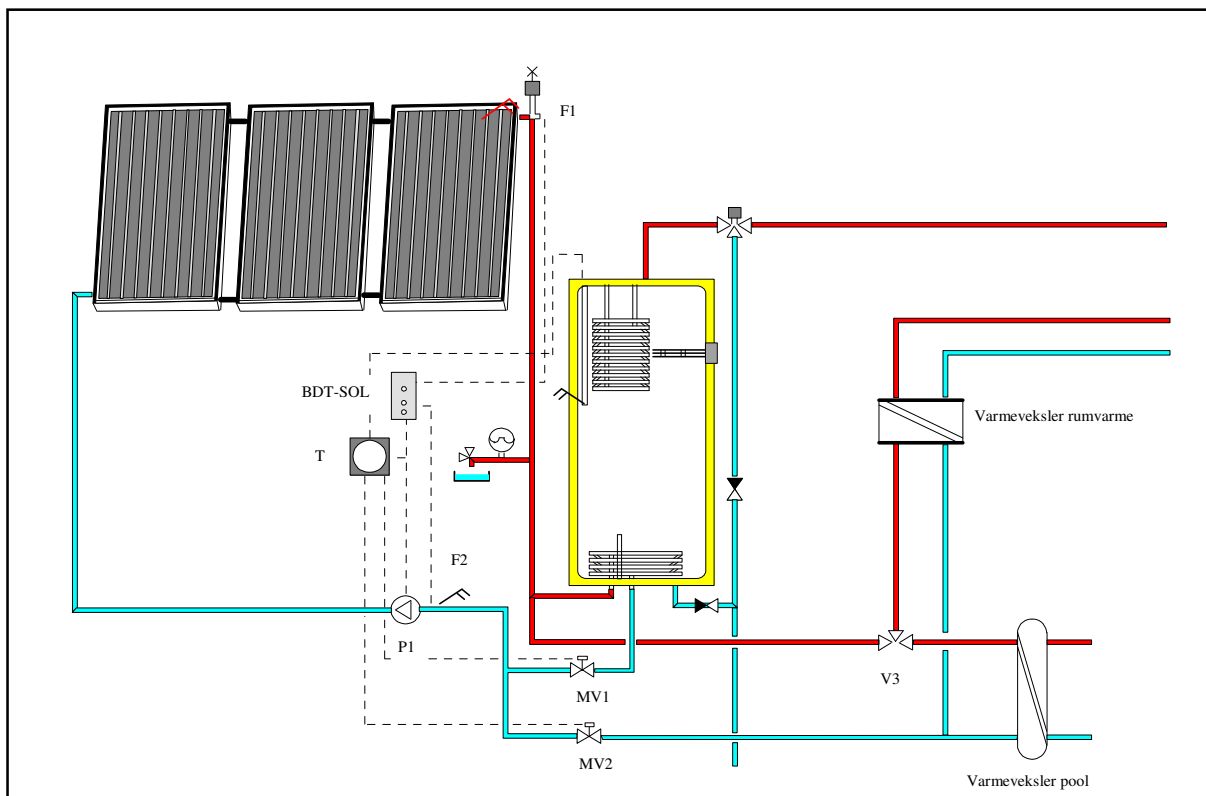 F1
BDT-SOL
Varmeveksler rumvarme
T
F2
P1
V3
MV1
MV2
Varmeveksler pool